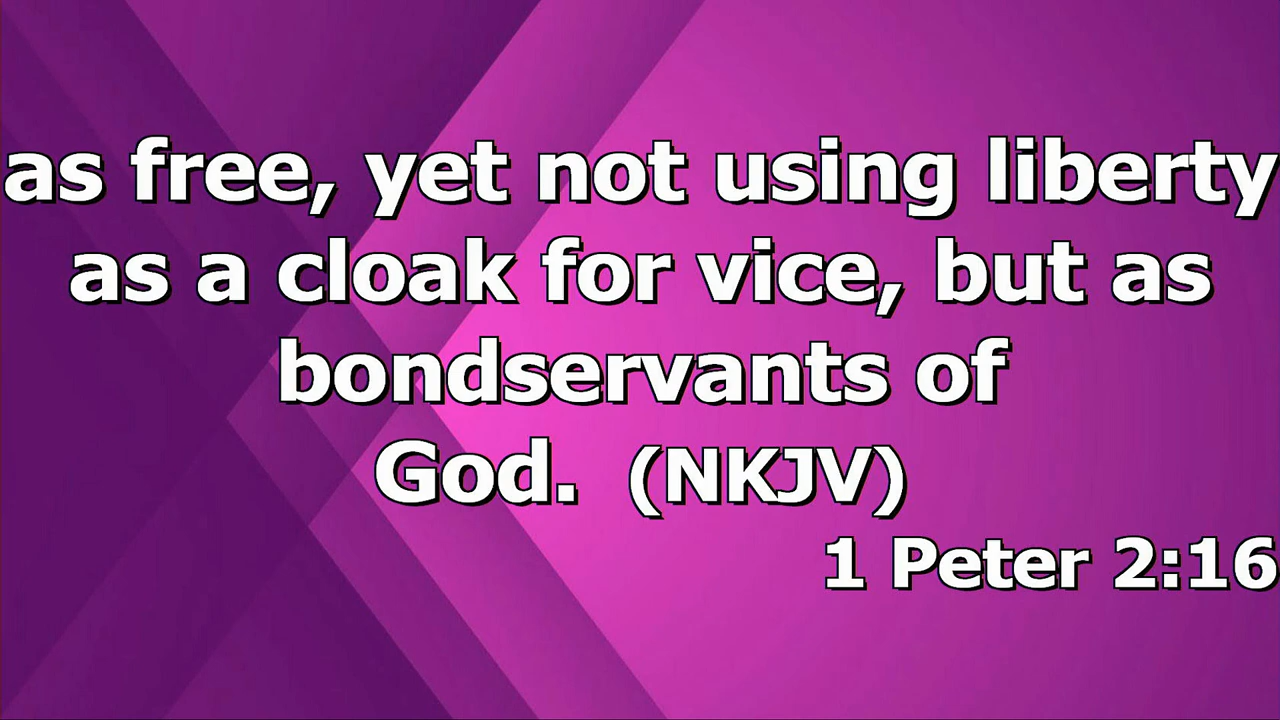 as free, yet not using liberty
as a cloak for vice, but as
bondservants of
God.  (NKJV)
1 Peter 2:16